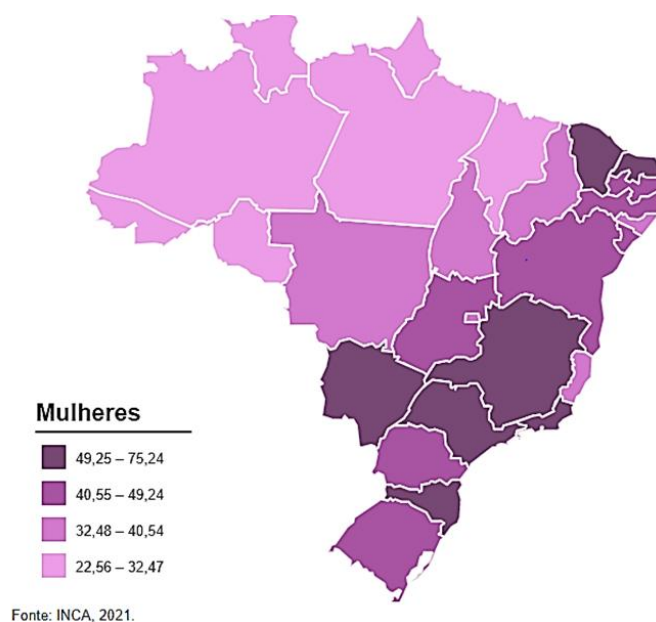 Mulheres
49,25 – 75,24
40,55 – 49,24
32,48 – 40,54
22,56 – 32,47
Fonte: INCA, 2021.